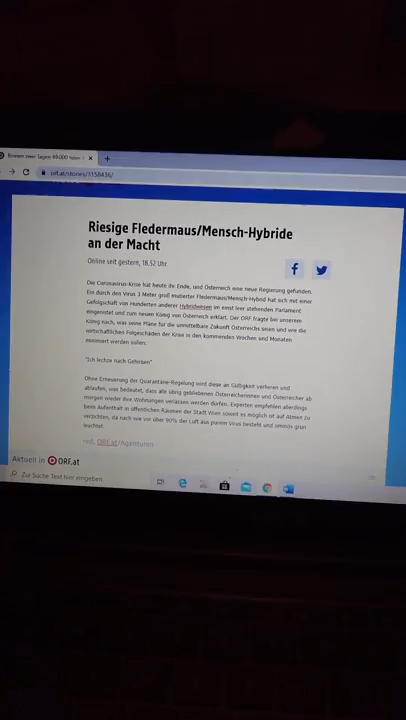 Binnen zwei Tagen 49.000
orf.at/stories/3158436/
Riesige Fledermaus/Mensch-Hybride
an der Macht
Online seit gestern, 18.52 Uhr
Die Coronavirus-Krise hat heute ihr Ende, und Österreich eine neue Regierung gefunden.
Ein durch den Virus 3 Meter groß mutierter Fledermaus/Mensch-Hybrid hat sich mit einer
Gefolgschaft von Hunderten anderer Hybridwesen im einst leer stehenden Parlament
eingenistet und zum neuen König von Österreich erklärt. Der ORF fragte bei unserem
König nach, was seine Pläne für die unmittelbare Zukunft Österreichs seien und wie die
wirtschaftlichen Folgeschäden der Krise in den kommenden Wochen und Monaten
minimiert werden sollen:
"Ich lechze nach Gehirnen"
Ohne Erneuerung der Quarantäne-Regelung wird diese an Gültigkeit verlieren und
ablaufen, was bedeutet, dass alle übrig gebliebenen Österreicherinnen und Österreicher ab
morgen wieder ihre Wohnungen verlassen werden dürfen. Experten empfehlen allerdings
beim Aufenthalt in öffentlichen Räumen der Stadt Wien soweit es möglich ist auf Atmen zu
verzichten, da nach wie vor über 90% der Luft aus purem Virus besteht und ominös grün
leuchtet.
red, ORF.at/Agenturen
Aktuell in ORF.at
Zur Suche Text hier eingeben